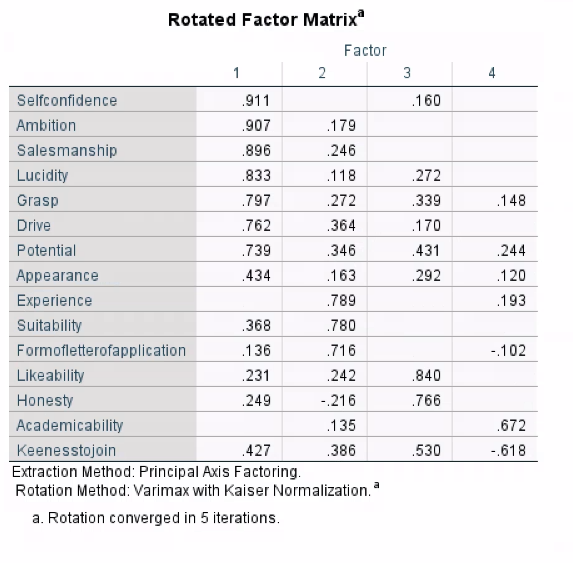 Rotated Factor Matrixa
Factor
1 2 3 4
Selfconfidence .911 .160
Ambition .907 .179
Salesmanship .896 .246
Lucidity .833 .118 .272
Grasp .797 .272 .339 .148
Drive .762 .364 .170
Potential .739 .346 .431 .244
Appearance .434 .163 .292 .120
Experience .789 .193
Suitability .368 .780
Formofletterofapplication .136 .716 -.102
Likeability .231 .242 .840
Honesty .249 -.216 .766
Academicability .135 .672
Keenesstojoin .427 .386 .530 -.618
Extraction Method: Principal Axis Factoring.
Rotation Method: Varimax with Kaiser Normalization. a
a. Rotation converged in 5 iterations.